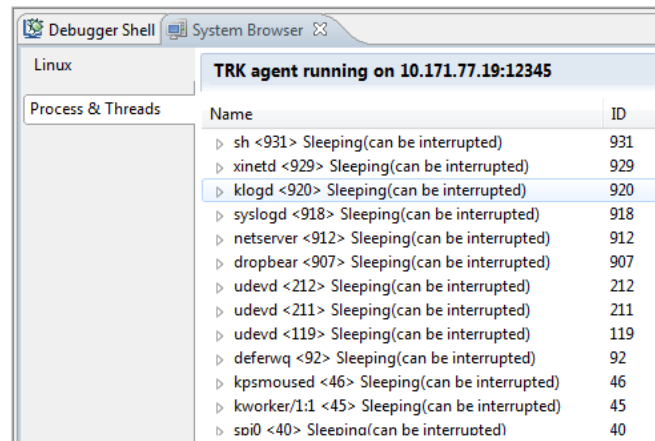 Debugger Shell System Browser
Linux
TRK agent running on 10.171.77.19:12345
Process & Threads
Name ID
sh <931> Sleeping(can be interrupted) 931
xinetd <929> Sleeping(can be interrupted) 929
klogd <920> Sleeping(can be interrupted) 920
syslogd <918> Sleeping(can be interrupted) 918
netserver <912> Sleeping(can be interrupted) 912
dropbear <907> Sleeping(can be interrupted) 907
udevd <212> Sleeping(can be interrupted) 212
udevd <211> Sleeping(can be interrupted) 211
udevd <119> Sleeping(can be interrupted) 119
deferwq <92> Sleeping(can be interrupted) 92
kpsmoused <46> Sleeping(can be interrupted) 46
kworker/1:1 <45> Sleeping(can be interrupted) 45
spi0 <40> Sleeping(can be interrupted) 40